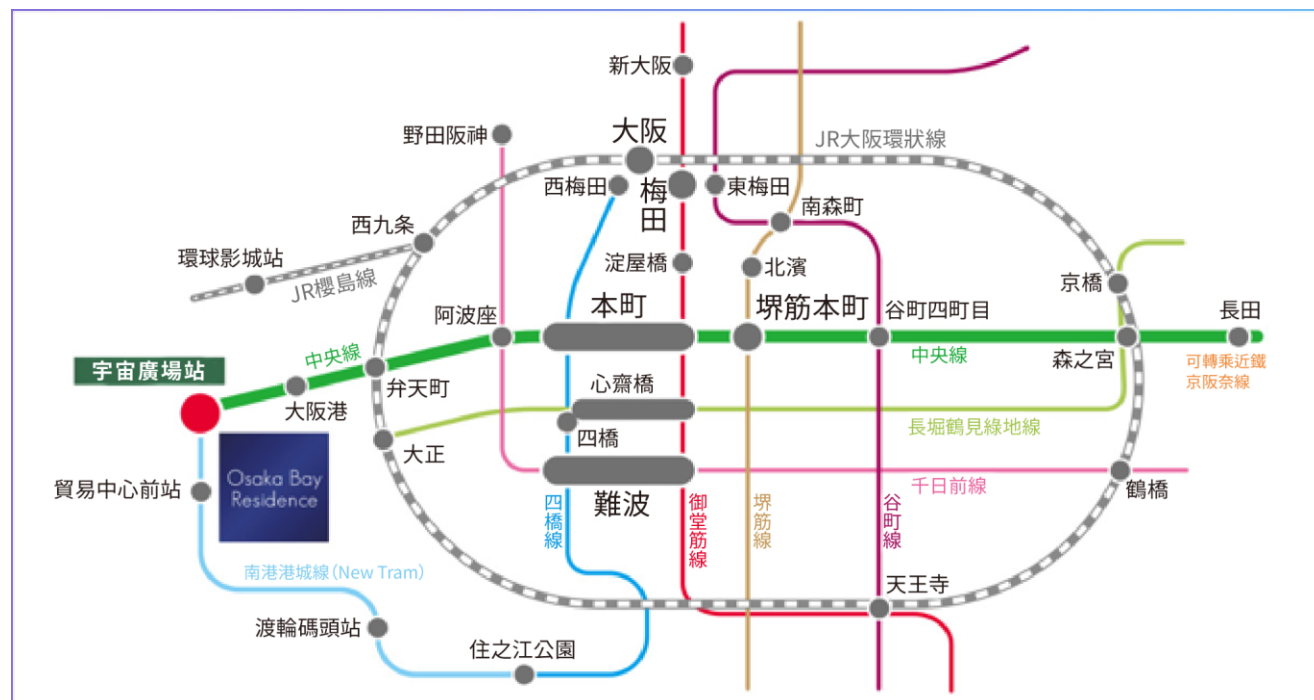 新大阪
野田阪神
大阪
JR大阪環狀線
西梅田
梅田
東梅田
南森町
西九条
環球影城站
JR櫻島線
淀屋橋
北濱
京橋
阿波座
本町
堺筋本町
谷町四町目
長田
宇宙廣場站
中央線
弁天町
中央線
森之宮
可轉乘近鐵
京阪奈線
大阪港
心齋橋
四橋
長堀鶴見綠地線
大正
Osaka Bay
Residence
貿易中心前站
難波
千日前線
鶴橋
四橋線
御堂筋線
堺筋線
谷町線
南港港城線(New Tram)
天王寺
渡輪碼頭站
住之江公園